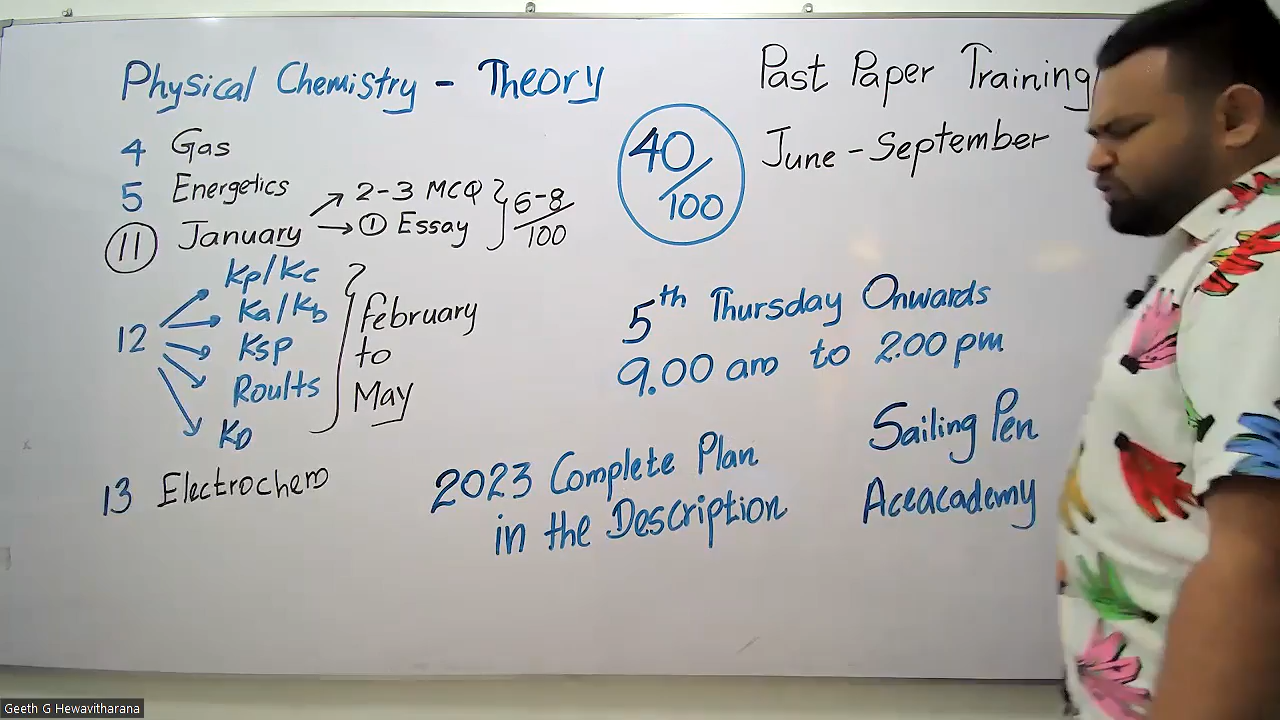 Physical Chemistry - Theory
4 Gas
5 Energetics
11 January → 2-3 MCQ
→ ① Essay
6-8/100
12 → Kp/Kc
→ Ka/Kb
→ Ksp
→ Roults
→ KD
February
to
May
13 Electrochem
40/100
Past Paper Training
June - September
5th Thursday Onwards
9.00 am to 2.00 pm
Sailing Pen
Aceacademy
2023 Complete Plan
in the Description
Geeth G Hewavitharana